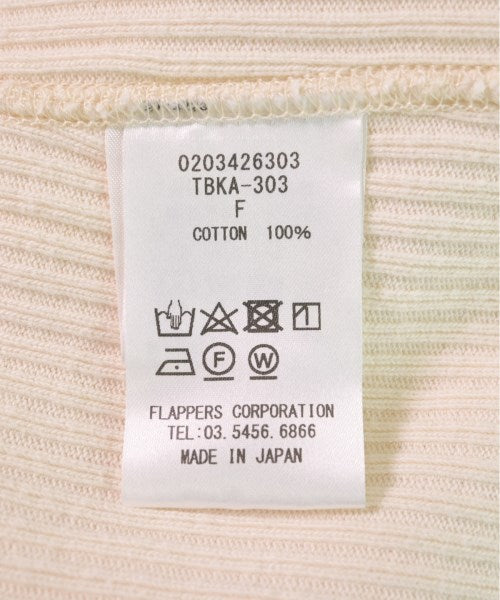 0203426303
TBKA-303
F
COTTON 100%
F W
FLAPPERS CORPORATION
TEL:03.5456.6866
MADE IN JAPAN